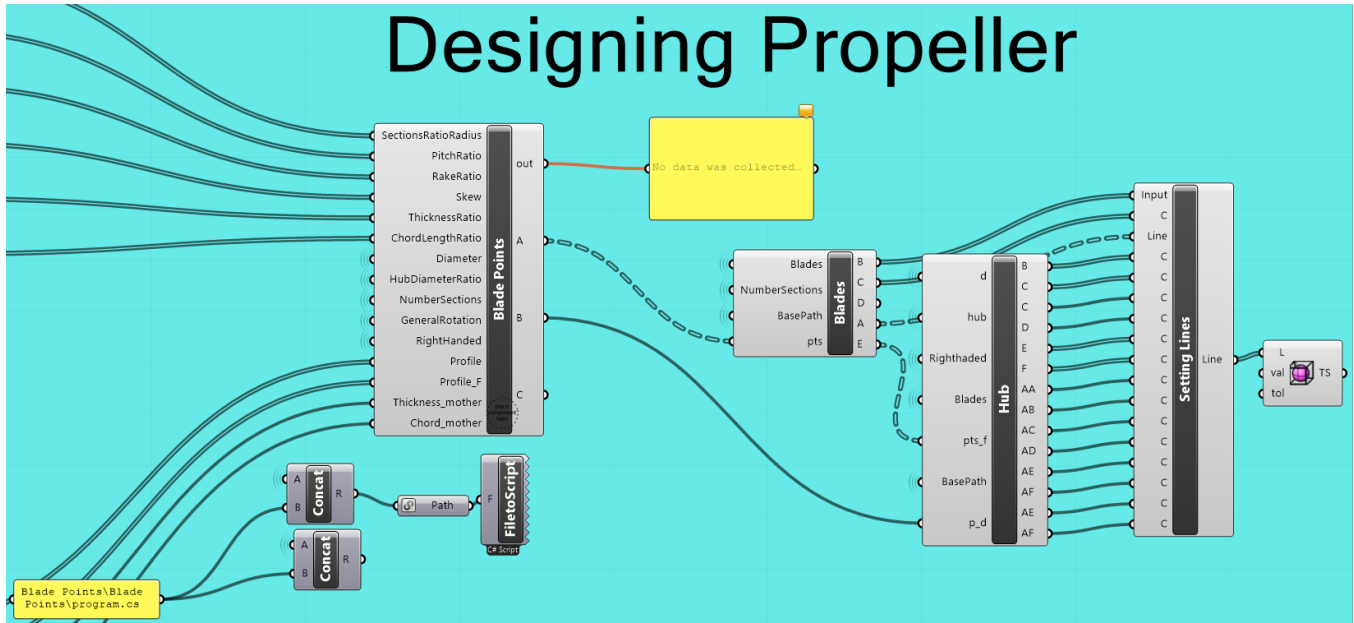 Designing Propeller
SectionsRatioRadius
PitchRatio
RakeRatio
Skew
ThicknessRatio
ChordLengthRatio
Diameter
HubDiameterRatio
NumberSections
GeneralRotation
RightHanded
Profile
Profile_F
Thickness_mother
Chord_mother
Blade Points
out
A
B
C
No data was collected...
Blades
NumberSections
BasePath
pts
Blades
B
C
D
A
E
d
hub
Righthaded
Blades
pts_f
BasePath
p_d
Hub
B
C
C
D
E
F
AA
AB
AC
AD
AE
AF
AE
AF
Input
C
Line
C
C
C
C
C
C
C
C
C
C
C
C
C
C
Setting Lines
Line
L
val
tol
TS
A
B
Concat
R
Path
F
FiletoScript
C# Script
A
B
Concat
R
Blade Points\Blade
Points\program.cs